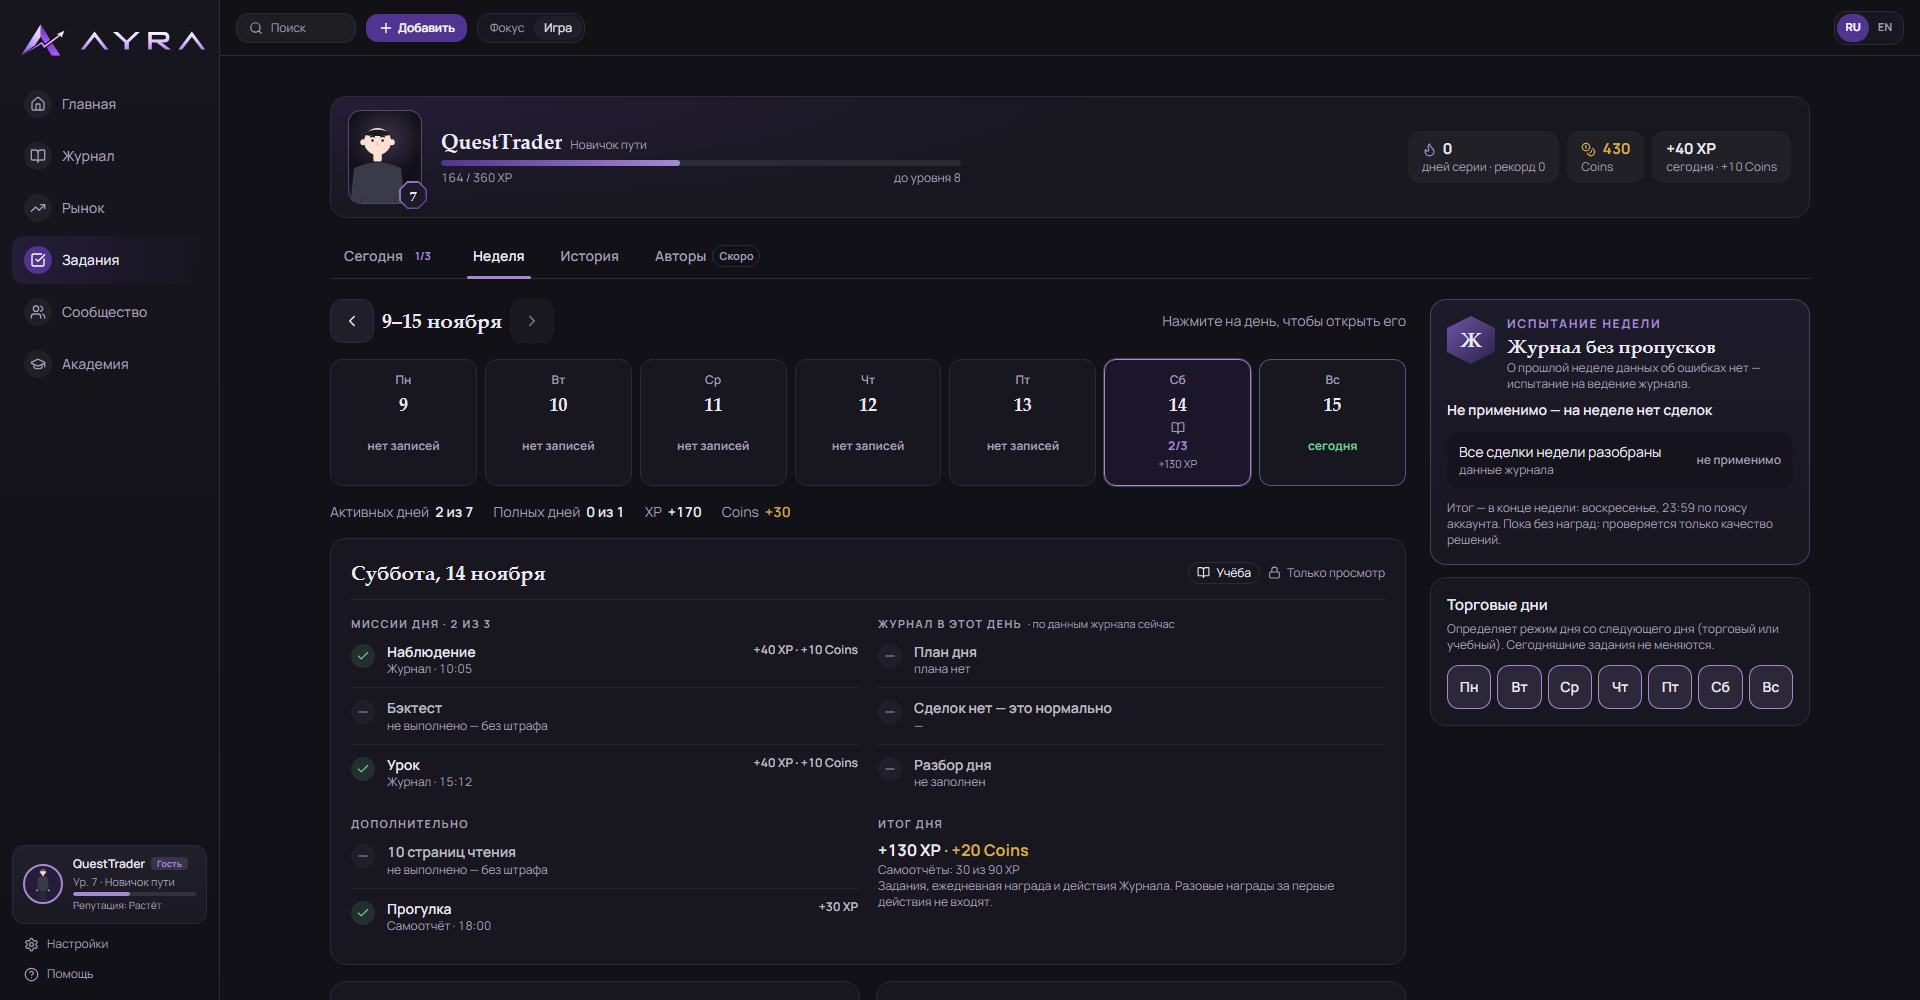 AYRA
Поиск
Добавить
Фокус
Игра
RU
EN
Главная
Журнал
Рынок
Задания
Сообщество
Академия
QuestTrader Новичок пути
164 / 360 XP
до уровня 8
7
0
дней серии · рекорд 0
430
Coins
+40 XP
сегодня · +10 Coins
Сегодня 1/3
Неделя
История
Авторы Скоро
9–15 ноября
Нажмите на день, чтобы открыть его
Пн
9
нет записей
Вт
10
нет записей
Ср
11
нет записей
Чт
12
нет записей
Пт
13
нет записей
Сб
14
2/3
+130 XP
Вс
15
сегодня
Активных дней 2 из 7
Полных дней 0 из 1
XP +170
Coins +30
Суббота, 14 ноября
Учёба
Только просмотр
МИССИИ ДНЯ · 2 ИЗ 3
Наблюдение
Журнал · 10:05
+40 XP · +10 Coins
Бэктест
не выполнено — без штрафа
Урок
Журнал · 15:12
+40 XP · +10 Coins
ДОПОЛНИТЕЛЬНО
10 страниц чтения
не выполнено — без штрафа
Прогулка
Самоотчёт · 18:00
+30 XP
ЖУРНАЛ В ЭТОТ ДЕНЬ · по данным журнала сейчас
План дня
плана нет
Сделок нет — это нормально
—
Разбор дня
не заполнен
ИТОГ ДНЯ
+130 XP · +20 Coins
Самоотчёты: 30 из 90 XP
Задания, ежедневная награда и действия Журнала. Разовые награды за первые
действия не входят.
Ж
ИСПЫТАНИЕ НЕДЕЛИ
Журнал без пропусков
О прошлой неделе данных об ошибках нет —
испытание на ведение журнала.
Не применимо — на неделе нет сделок
Все сделки недели разобраны
данные журнала
не применимо
Итог — в конце недели: воскресенье, 23:59 по поясу
аккаунта. Пока без наград: проверяется только качество
решений.
Торговые дни
Определяет режим дня со следующего дня (торговый или
учебный). Сегодняшние задания не меняются.
Пн
Вт
Ср
Чт
Пт
Сб
Вс
QuestTrader Гость
Ур. 7 · Новичок пути
Репутация: Растёт
Настройки
Помощь